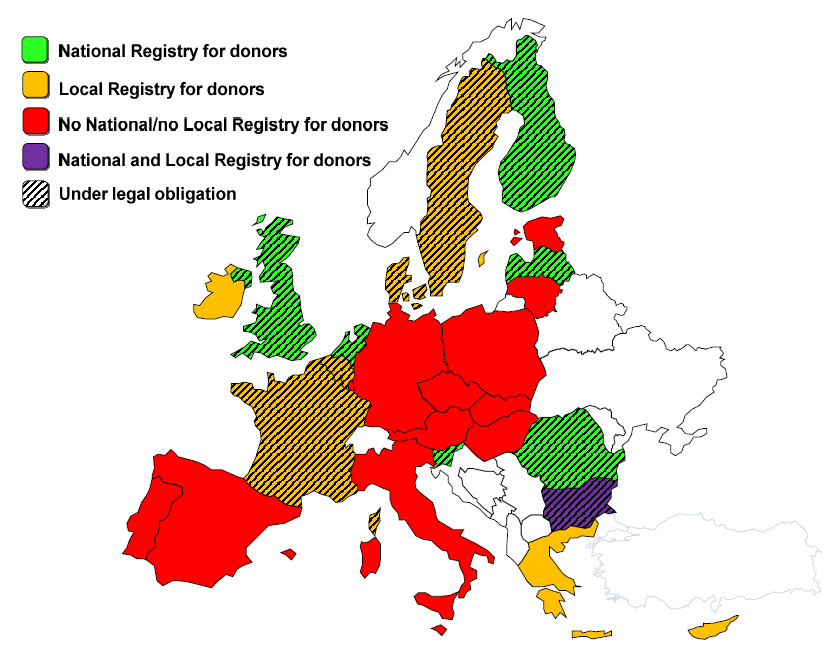 National Registry for donors
Local Registry for donors
No National/no Local Registry for donors
National and Local Registry for donors
Under legal obligation